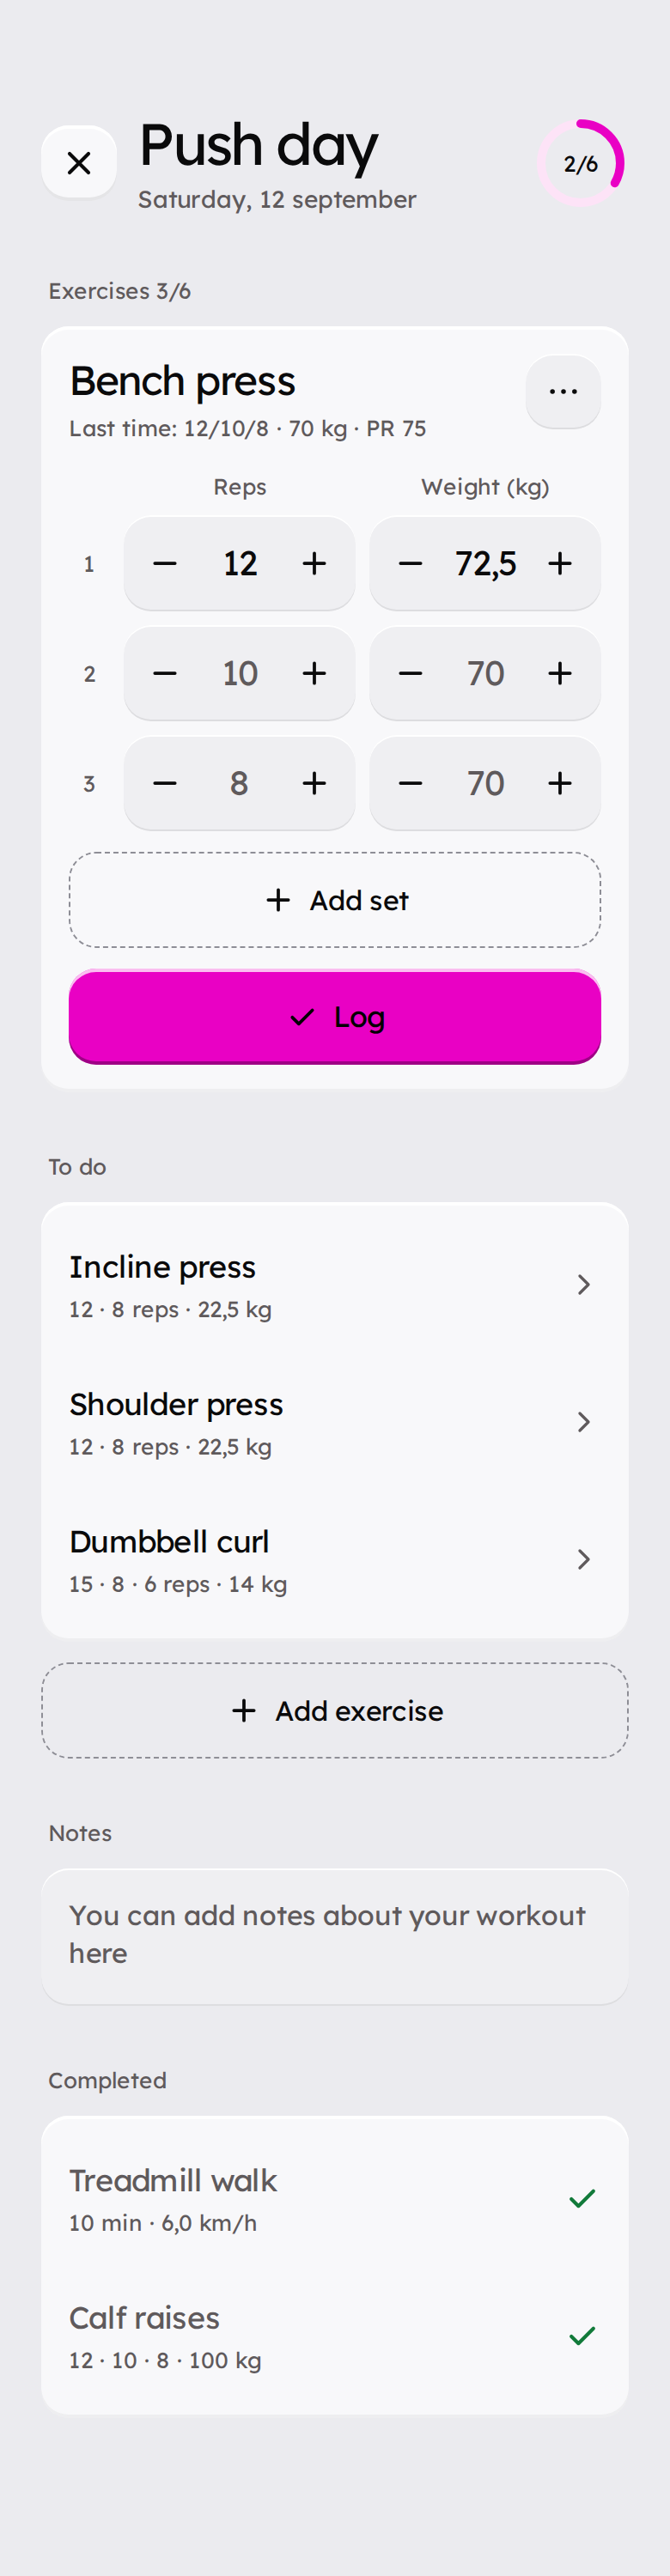 Push day
Saturday, 12 september
2/6
Exercises 3/6
Bench press
...
Last time: 12/10/8 · 70 kg · PR 75
Reps Weight (kg)
1 − 12 + − 72,5 +
2 − 10 + − 70 +
3 − 8 + − 70 +
+ Add set
Log
To do
Incline press
12 · 8 reps · 22,5 kg
Shoulder press
12 · 8 reps · 22,5 kg
Dumbbell curl
15 · 8 · 6 reps · 14 kg
+ Add exercise
Notes
You can add notes about your workout
here
Completed
Treadmill walk
10 min · 6,0 km/h
Calf raises
12 · 10 · 8 · 100 kg